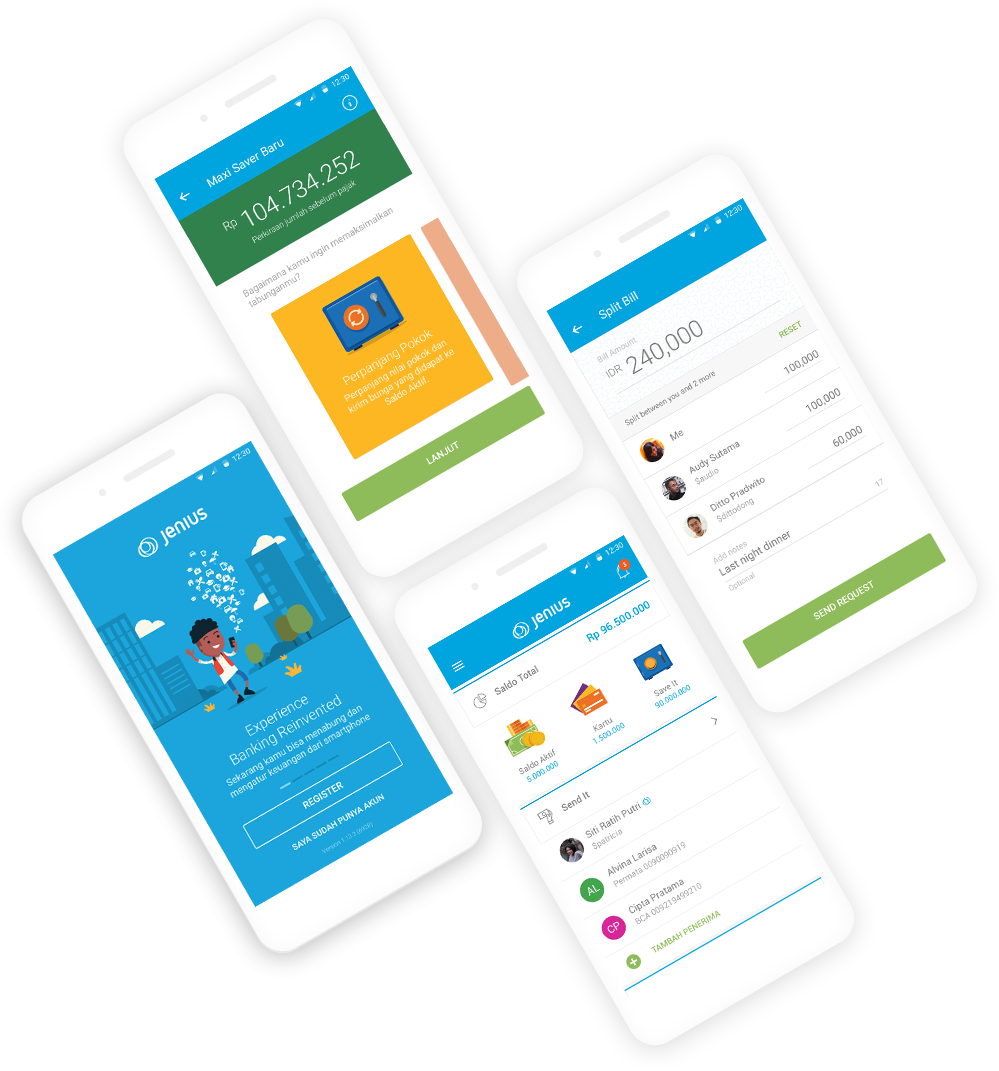 12:30
Maxi Saver Baru
Rp 104.734.252
Perkiraan jumlah sebelum pajak
Bagaimana kamu ingin memaksimalkan
tabunganmu?
Perpanjang Pokok
Perpanjang nilai pokok dan
kirim bunga yang didapat ke
Saldo Aktif.
LANJUT
12:30
Split Bill
Bill Amount
IDR 240,000
RESET
Split between you and 2 more
Me
100,000
Audy Sutama
$audio
100,000
Ditto Pradwito
$dittodong
60,000
Add notes
17
Last night dinner
Optional
SEND REQUEST
12:30
Jenius
Experience
Banking Reinvented
Sekarang kamu bisa menabung dan
mengatur keuangan dari smartphone
REGISTER
SAYA SUDAH PUNYA AKUN
12:30
3
Jenius
Saldo Total
Rp 96.500.000
Saldo Aktif
5.000.000
Kartu
1.500.000
Save It
90.000.000
Send It
Siti Ratih Putri
$patricia
AL
Alvina Larisa
Permata 0090090919
CP
Cipta Pratama
BCA 009219499210
TAMBAH PENERIMA